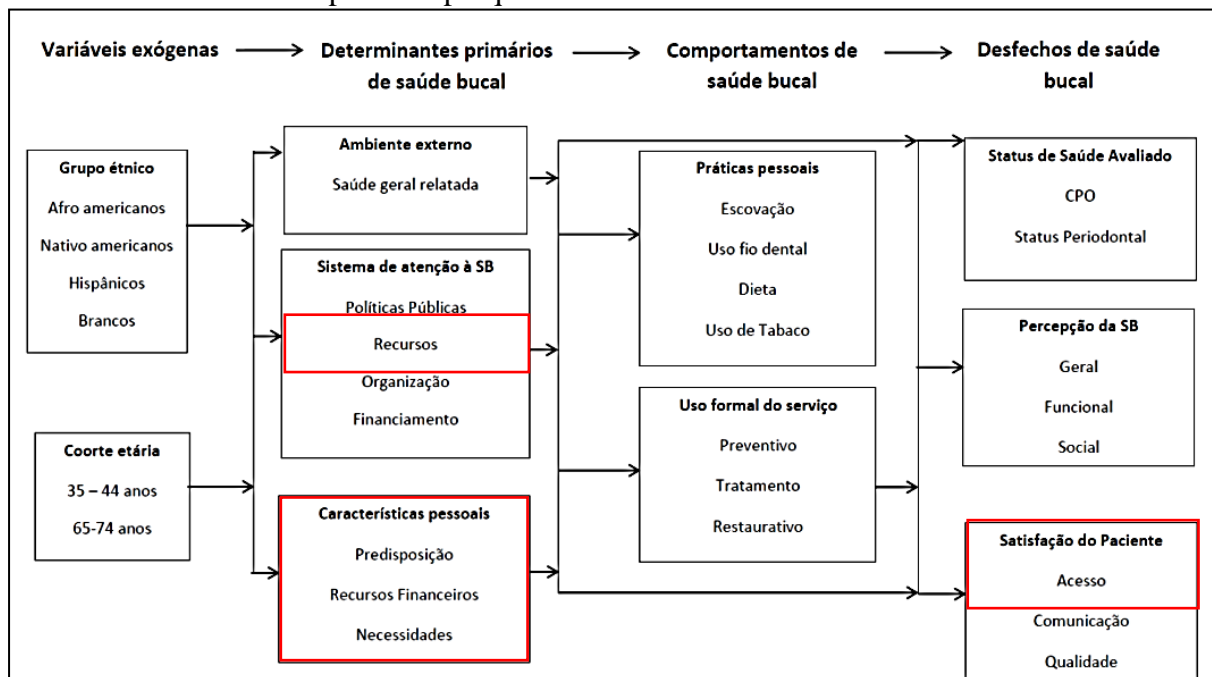 Variáveis exógenas
Determinantes primários
de saúde bucal
Comportamentos de
saúde bucal
Desfechos de saúde
bucal
Grupo étnico
Afro americanos
Nativo americanos
Hispânicos
Brancos
Coorte etária
35 – 44 anos
65-74 anos
Ambiente externo
Saúde geral relatada
Sistema de atenção à SB
Políticas Públicas
Recursos
Organização
Financiamento
Características pessoais
Predisposição
Recursos Financeiros
Necessidades
Práticas pessoais
Escovação
Uso fio dental
Dieta
Uso de Tabaco
Uso formal do serviço
Preventivo
Tratamento
Restaurativo
Status de Saúde Avaliado
CPO
Status Periodontal
Percepção da SB
Geral
Funcional
Social
Satisfação do Paciente
Acesso
Comunicação
Qualidade